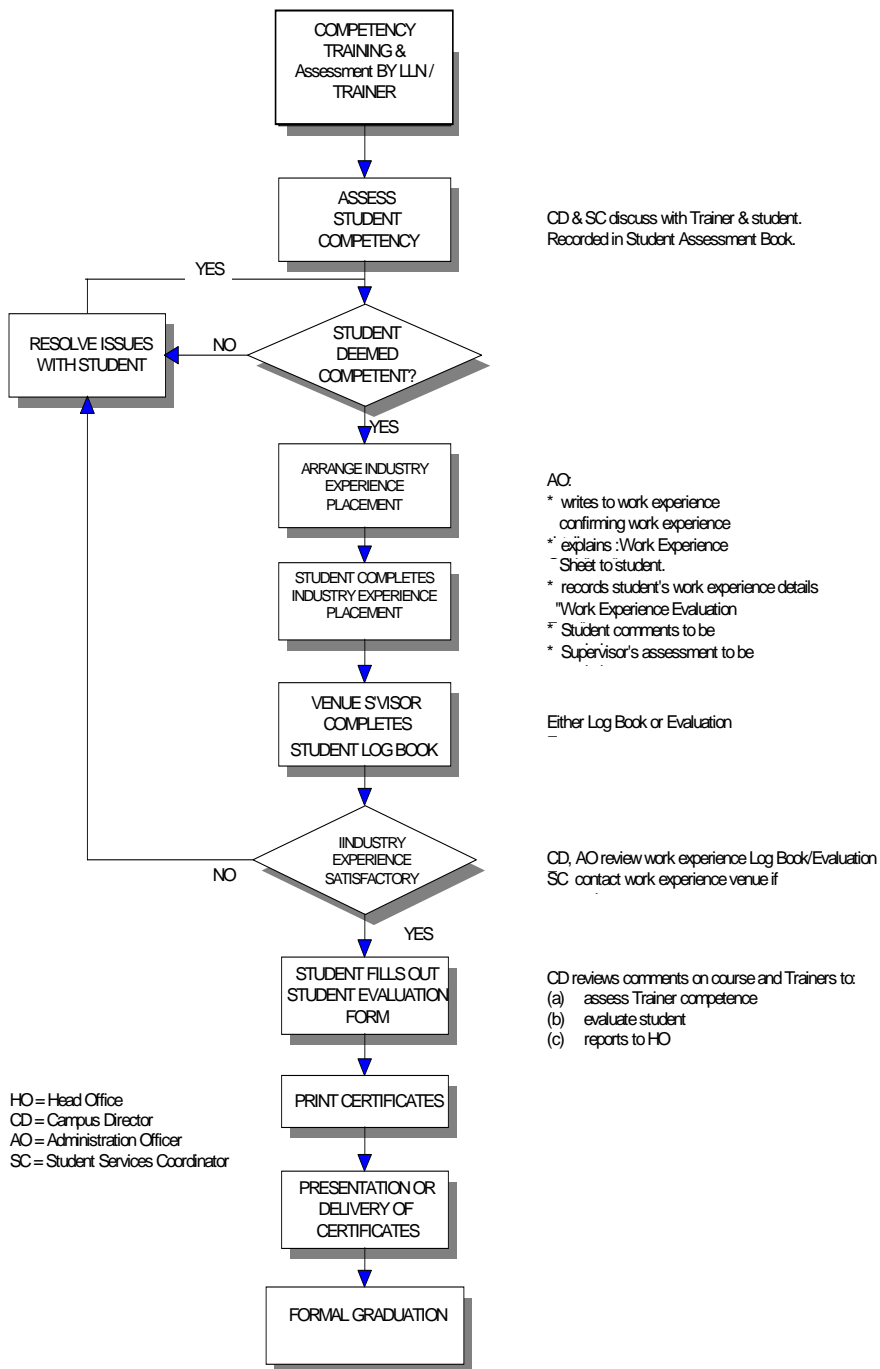 COMPETENCY
TRAINING &
Assessment BY LLN /
TRAINER
ASSESS
STUDENT
COMPETENCY
CD & SC discuss with Trainer & student.
Recorded in Student Assessment Book.
YES
RESOLVE ISSUES
WITH STUDENT
NO
STUDENT
DEEMED
COMPETENT?
YES
ARRANGE INDUSTRY
EXPERIENCE
PLACEMENT
STUDENT COMPLETES
INDUSTRY EXPERIENCE
PLACEMENT
AO:
* writes to work experience
confirming work experience
* explains :Work Experience
Sheet to student.
* records student's work experience details
"Work Experience Evaluation
* Student comments to be
* Supervisor's assessment to be
VENUE S'VISOR
COMPLETES
STUDENT LOG BOOK
Either Log Book or Evaluation
IINDUSTRY
EXPERIENCE
SATISFACTORY
NO
CD, AO review work experience Log Book/Evaluation
SC contact work experience venue if
YES
STUDENT FILLS OUT
STUDENT EVALUATION
FORM
CD reviews comments on course and Trainers to:
(a) assess Trainer competence
(b) evaluate student
(c) reports to HO
PRINT CERTIFICATES
HO = Head Office
CD = Campus Director
AO = Administration Officer
SC = Student Services Coordinator
PRESENTATION OR
DELIVERY OF
CERTIFICATES
FORMAL GRADUATION